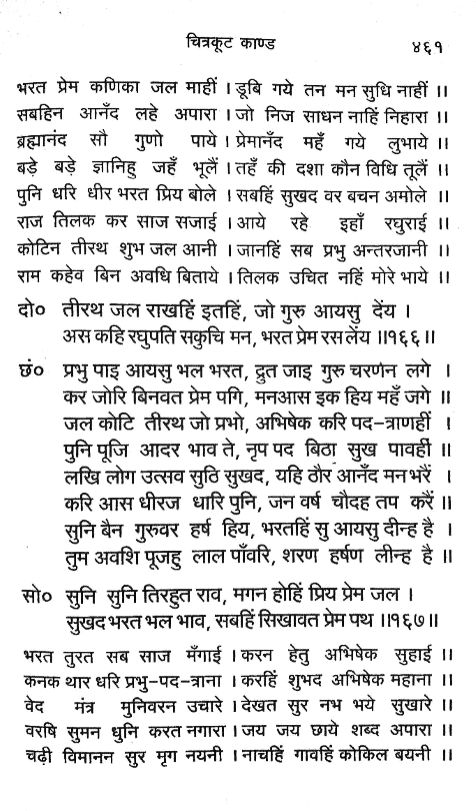 चित्रकूट काण्ड ४६१
भरत प्रेम कणिका जल माहीं । डूबि गये तन मन सुधि नाहीं ॥
सबहिन आनँद लहे अपारा । जो निज साधन नाहिं निहारा ॥
ब्रह्मानंद सौ गुणो पाये । प्रेमानँद महँ गये लुभाये ॥
बड़े बड़े ज्ञानिहु जहँ भूलैं । तहँ की दशा कौन विधि तूलैं ॥
पुनि धरि धीर भरत प्रिय बोले । सबहिं सुखद वर बचन अमोले ॥
राज तिलक कर साज सजाई । आये रहे इहाँ रघुराई ॥
कोटिन तीरथ शुभ जल आनी । जानहिं सब प्रभु अन्तरजानी ॥
राम कहेव बिन अवधि बिताये । तिलक उचित नहिं मोरे भाये ॥
दो० तीरथ जल राखहिं इतहिं, जो गुरु आयसु देंय ।
अस कहि रघुपति सकुचि मन, भरत प्रेम रस लेंय ॥१६६॥
छं० प्रभु पाइ आयसु भल भरत, द्रुत जाइ गुरु चरणन लगे ।
कर जोरि बिनवत प्रेम पगि, मनआस इक हिय महँ जगे ॥
जल कोटि तीरथ जो प्रभो, अभिषेक करि पद-त्राणहीं ।
पुनि पूजि आदर भाव ते, नृप पद बिठा सुख पावहीं ॥
लखि लोग उत्सव सुठि सुखद, यहि ठौर आनँद मन भरैं ।
करि आस धीरज धारि पुनि, जन वर्ष चौदह तप करैं ॥
सुनि बैन गुरुवर हर्ष हिय, भरतहिं सु आयसु दीन्ह है ।
तुम अवशि पूजहु लाल पाँवरि, शरण हर्षण लीन्ह है ॥
सो० सुनि सुनि तिरहुत राव, मगन होहिं प्रिय प्रेम जल ।
सुखद भरत भल भाव, सबहिं सिखावत प्रेम पथ ॥१६७॥
भरत तुरत सब साज मँगाई । करन हेतु अभिषेक सुहाई ॥
कनक थार धरि प्रभु-पद-त्राना । करहिं शुभद अभिषेक महाना ॥
वेद मंत्र मुनिवरन उचारे । देखत सुर नभ भये सुखारे ॥
वरषि सुमन धुनि करत नगारा । जय जय छाये शब्द अपारा ॥
चढ़ी विमानन सुर मृग नयनी । नाचहिं गावहिं कोकिल बयनी ॥